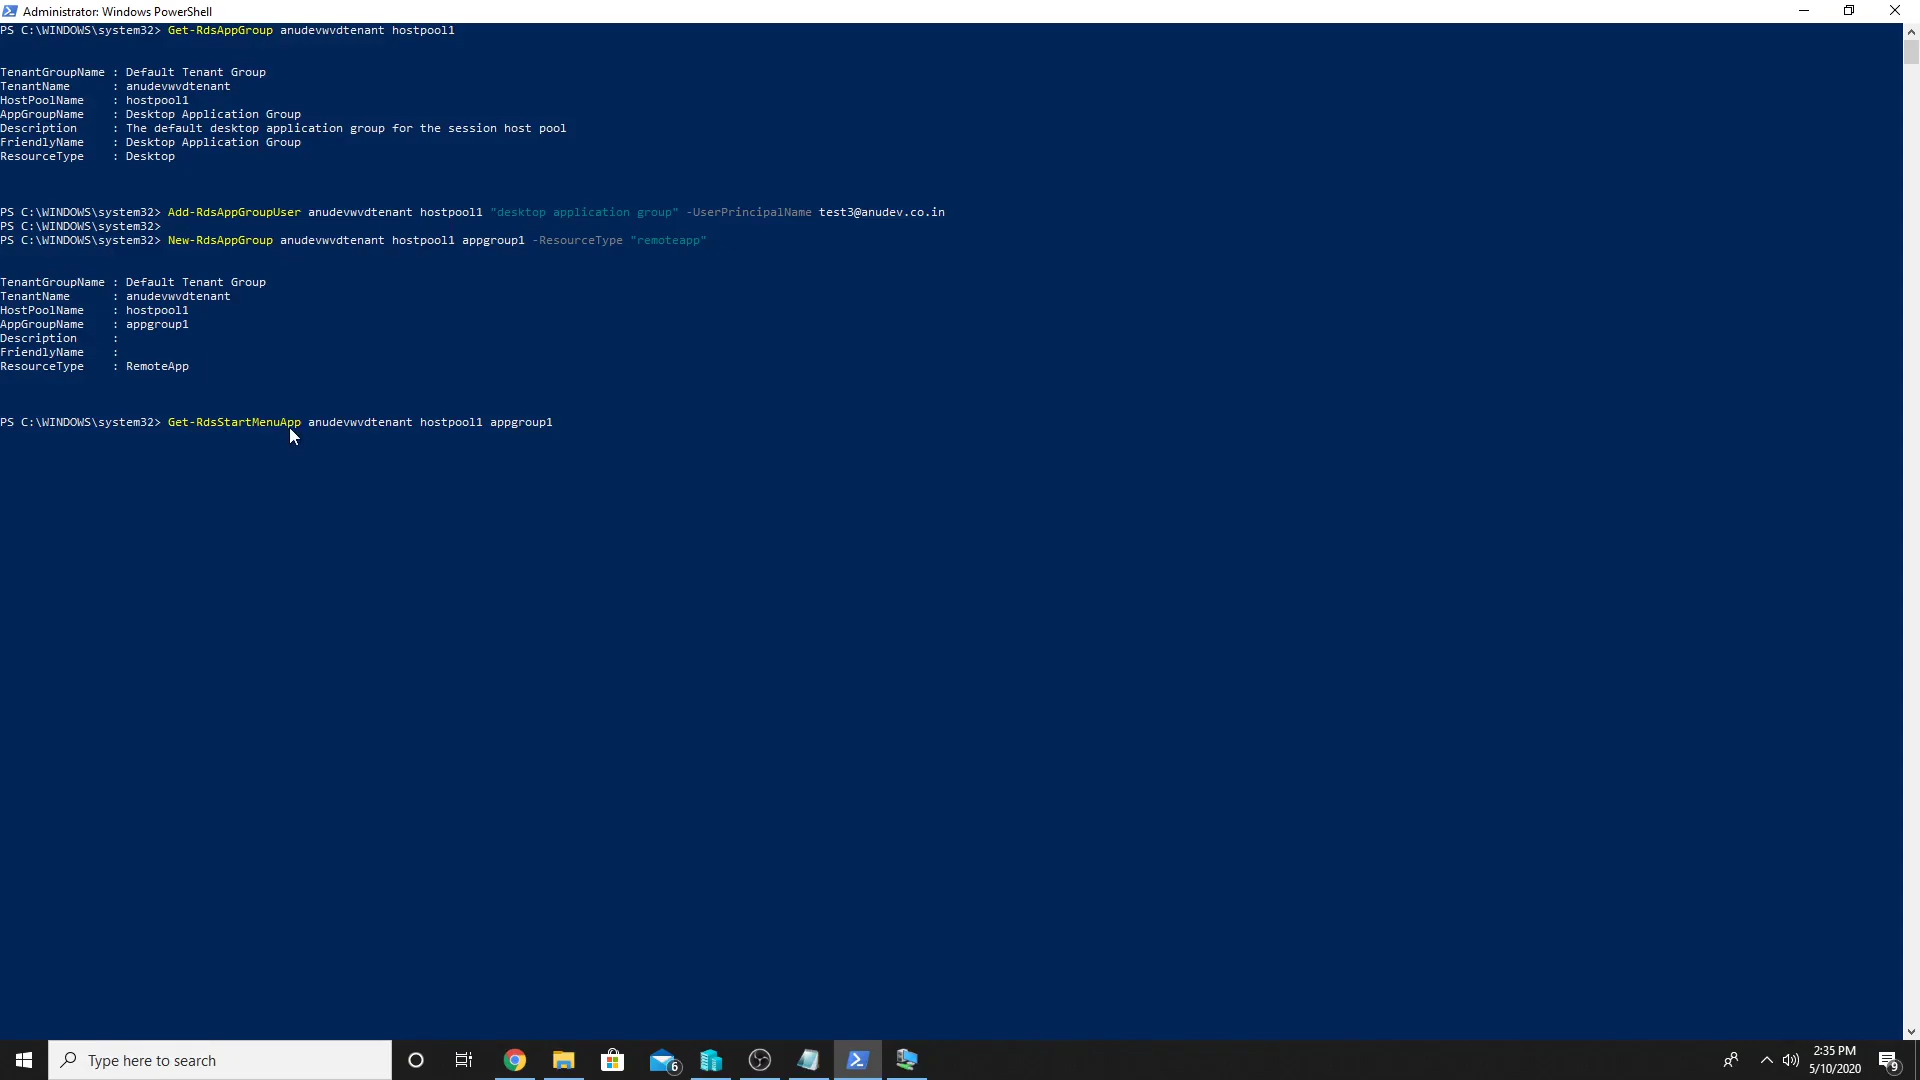 Administrator: Windows PowerShell
PS C:\WINDOWS\system32> Get-RdsAppGroup anudevwvdtenant hostpool1
TenantGroupName : Default Tenant Group
TenantName : anudevwvdtenant
HostPoolName : hostpool1
AppGroupName : Desktop Application Group
Description : The default desktop application group for the session host pool
FriendlyName : Desktop Application Group
ResourceType : Desktop
PS C:\WINDOWS\system32> Add-RdsAppGroupUser anudevwvdtenant hostpool1 "desktop application group" -UserPrincipalName test3@anudev.co.in
PS C:\WINDOWS\system32>
PS C:\WINDOWS\system32> New-RdsAppGroup anudevwvdtenant hostpool1 appgroup1 -ResourceType "remoteapp"
TenantGroupName : Default Tenant Group
TenantName : anudevwvdtenant
HostPoolName : hostpool1
AppGroupName : appgroup1
Description :
FriendlyName :
ResourceType : RemoteApp
PS C:\WINDOWS\system32> Get-RdsStartMenuApp anudevwvdtenant hostpool1 appgroup1
Type here to search
6
2:35 PM
5/10/2020
9